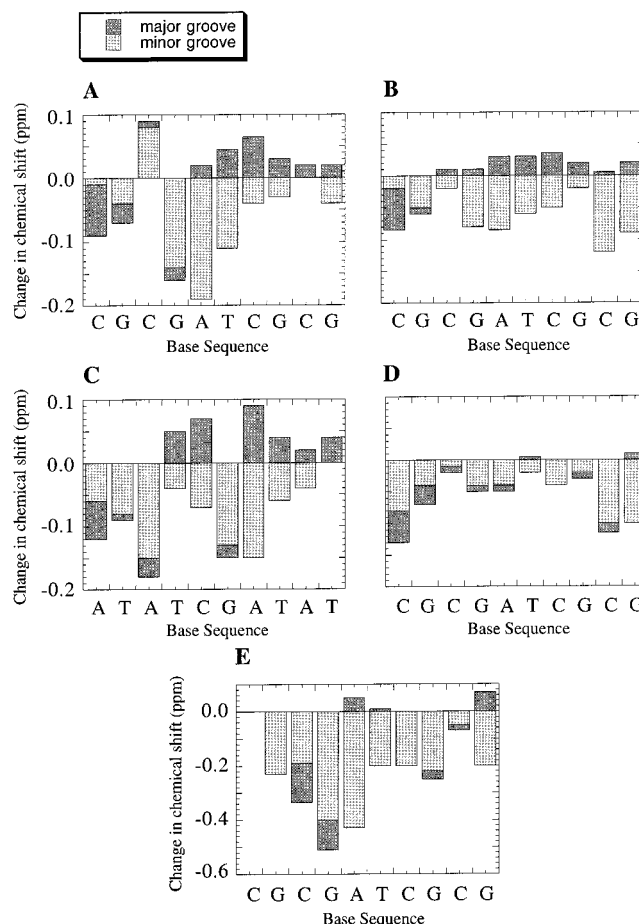 major groove
minor groove
A
B
Change in chemical shift (ppm)
0.1
0.0
-0.1
-0.2
C G C G A T C G C G
Base Sequence
C G C G A T C G C G
Base Sequence
C
D
Change in chemical shift (ppm)
0.1
0.0
-0.1
-0.2
A T A T C G A T A T
Base Sequence
C G C G A T C G C G
Base Sequence
E
Change in chemical shift (ppm)
0.0
-0.2
-0.4
-0.6
C G C G A T C G C G
Base Sequence